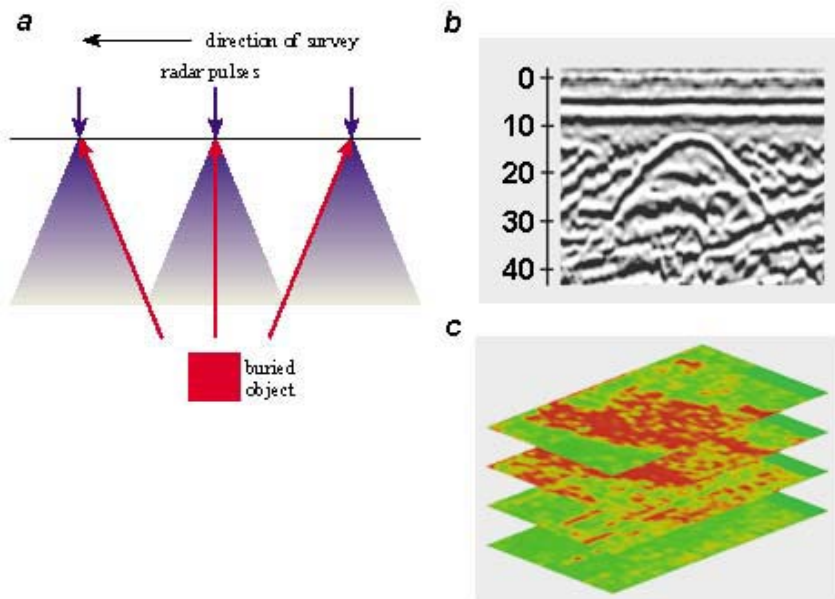 a
direction of survey
radar pulses
buried
object
b
0
10
20
30
40
c